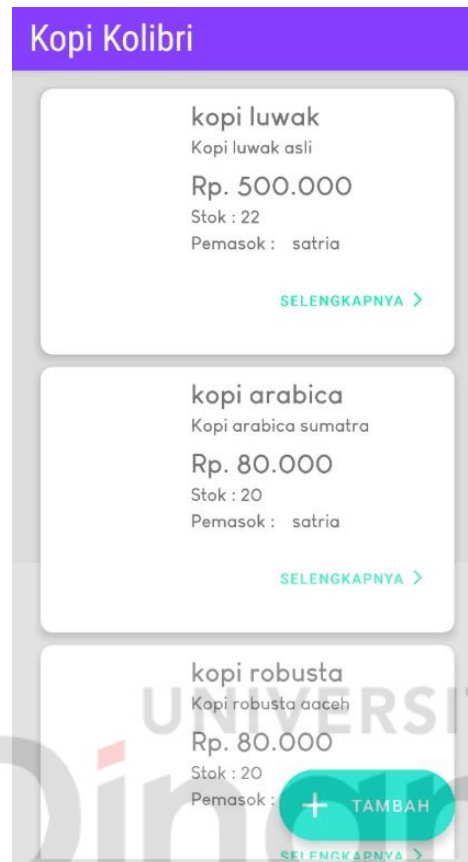 Kopi Kolibri
kopi luwak
Kopi luwak asli
Rp. 500.000
Stok : 22
Pemasok : satria
SELENGKAPNYA >
kopi arabica
Kopi arabica sumatra
Rp. 80.000
Stok : 20
Pemasok : satria
SELENGKAPNYA >
kopi robusta
Kopi robusta aaceh
UNIVERSI
Rp. 80.000
Stok : 20
Pemasok :
+ TAMBAH
SELENGKAPNYA >